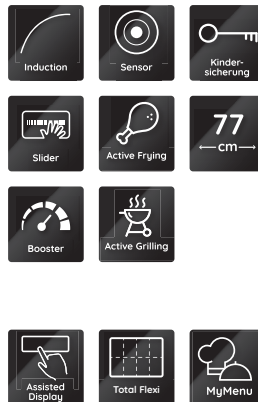 Induction
Sensor
Kinder-
sicherung
Slider
Active Frying
77
cm
Booster
Active Grilling
Assisted
Display
Total Flexi
MyMenu